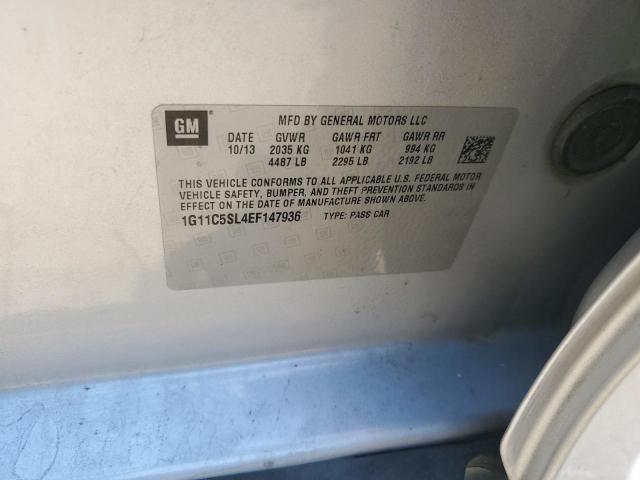 GM
MFD BY GENERAL MOTORS LLC
DATE GVWR GAWR FRT GAWR RR
10/13 2035 KG 1041 KG 994 KG
4487 LB 2295 LB 2192 LB
THIS VEHICLE CONFORMS TO ALL APPLICABLE U.S. FEDERAL MOTOR
VEHICLE SAFETY, BUMPER, AND THEFT PREVENTION STANDARDS IN
EFFECT ON THE DATE OF MANUFACTURE SHOWN ABOVE.
1G11C5SL4EF147936 TYPE: PASS CAR